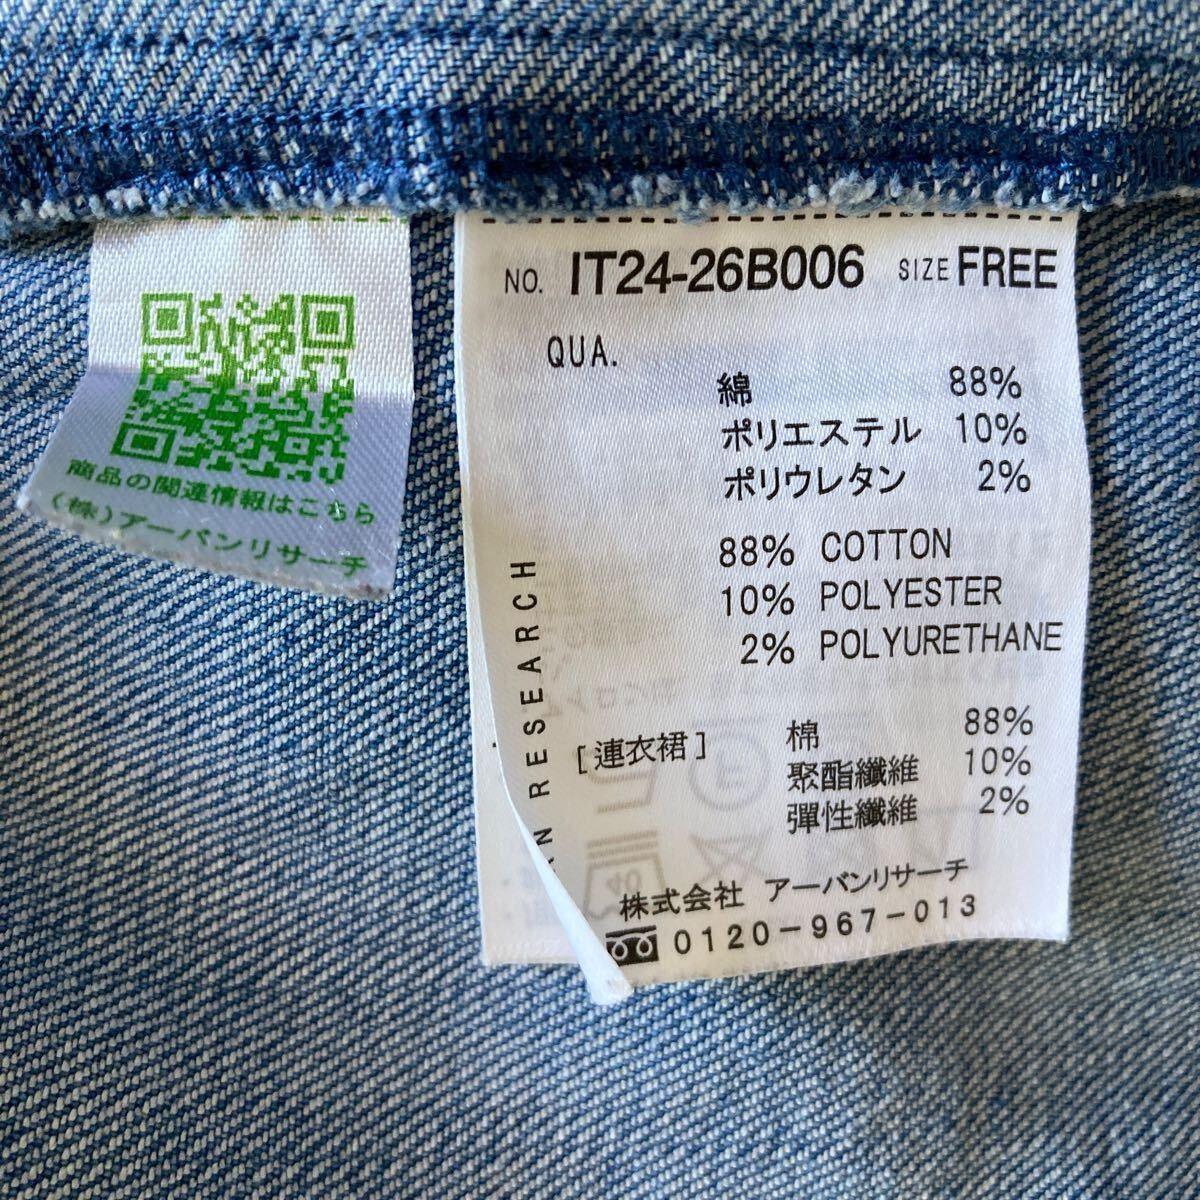 商品の関連情報はこちら
(株)アーバンリサーチ
NO. IT24-26B006 SIZE FREE
QUA.
綿 88%
ポリエステル 10%
ポリウレタン 2%
88% COTTON
10% POLYESTER
2% POLYURETHANE
RESEARCH
[連衣裙] 棉 88%
聚酯纖維 10%
彈性纖維 2%
株式会社 アーバンリサーチ
0120-967-013